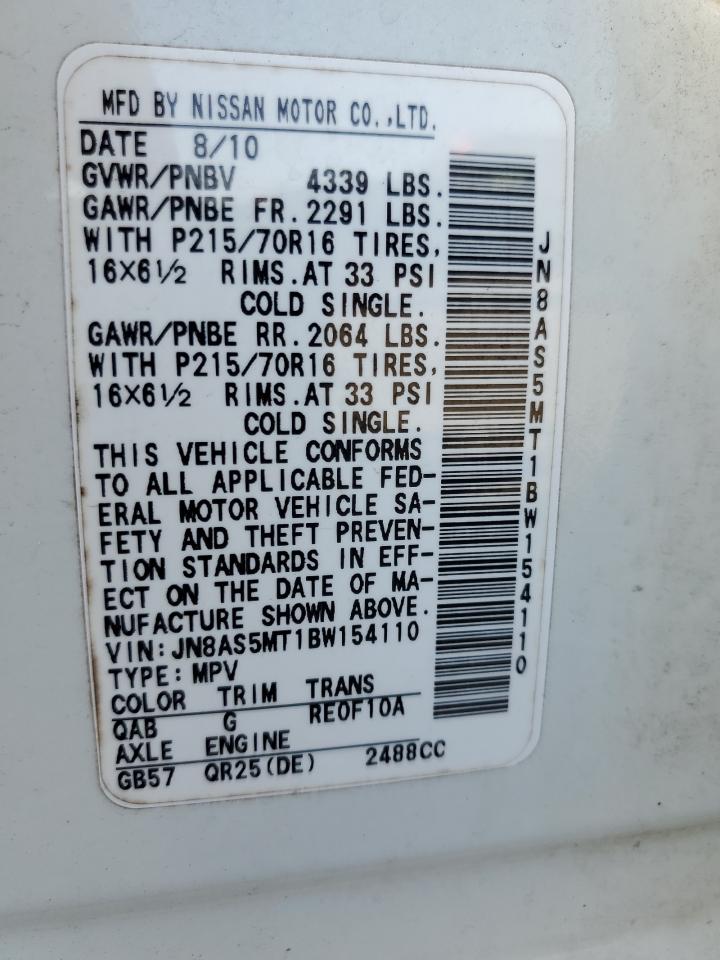 MFD BY NISSAN MOTOR CO.,LTD.
DATE 8/10
GVWR/PNBV 4339 LBS.
GAWR/PNBE FR. 2291 LBS.
WITH P215/70R16 TIRES,
16×6½ RIMS.AT 33 PSI
COLD SINGLE.
GAWR/PNBE RR. 2064 LBS.
WITH P215/70R16 TIRES,
16×6½ RIMS.AT 33 PSI
COLD SINGLE.
THIS VEHICLE CONFORMS
TO ALL APPLICABLE FED-
ERAL MOTOR VEHICLE SA-
FETY AND THEFT PREVEN-
TION STANDARDS IN EFF-
ECT ON THE DATE OF MA-
NUFACTURE SHOWN ABOVE.
VIN:JN8AS5MT1BW154110
TYPE:MPV
COLOR TRIM TRANS
QAB G RE0F10A
AXLE ENGINE
GB57 QR25(DE) 2488CC
JN8AS5MT1BW154110